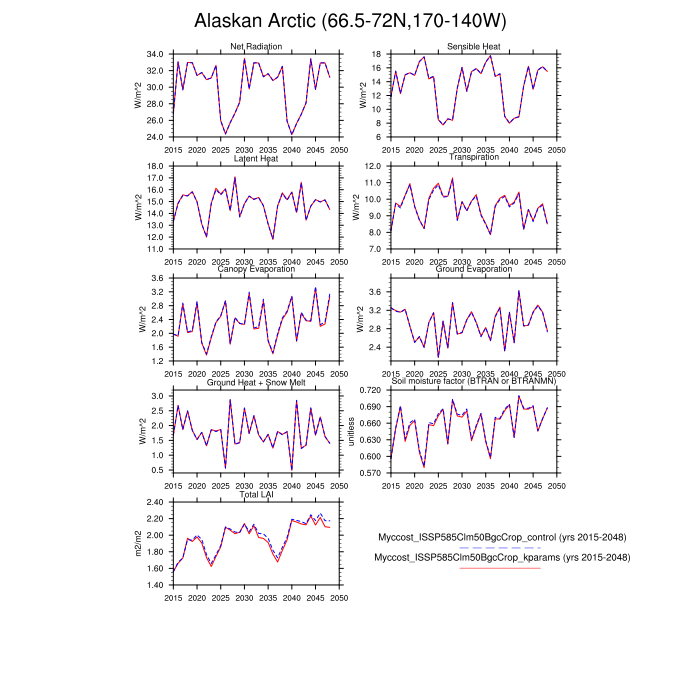 Alaskan Arctic (66.5-72N,170-140W)
Net Radiation
Sensible Heat
34.0
32.0
30.0
28.0
26.0
24.0
W/m^2
2015 2020 2025 2030 2035 2040 2045 2050
18
16
14
12
10
8
6
W/m^2
2015 2020 2025 2030 2035 2040 2045 2050
Latent Heat
Transpiration
18.0
17.0
16.0
15.0
14.0
13.0
12.0
11.0
W/m^2
2015 2020 2025 2030 2035 2040 2045 2050
12.0
11.0
10.0
9.0
8.0
7.0
W/m^2
2015 2020 2025 2030 2035 2040 2045 2050
Canopy Evaporation
Ground Evaporation
3.6
3.2
2.8
2.4
2.0
1.6
1.2
W/m^2
2015 2020 2025 2030 2035 2040 2045 2050
3.6
3.2
2.8
2.4
W/m^2
2015 2020 2025 2030 2035 2040 2045 2050
Ground Heat + Snow Melt
Soil moisture factor (BTRAN or BTRANMN)
3.0
2.5
2.0
1.5
1.0
0.5
W/m^2
2015 2020 2025 2030 2035 2040 2045 2050
0.720
0.690
0.660
0.630
0.600
0.570
unitless
2015 2020 2025 2030 2035 2040 2045 2050
Total LAI
2.40
2.20
2.00
1.80
1.60
1.40
m2/m2
2015 2020 2025 2030 2035 2040 2045 2050
Myccost_ISSP585Clm50BgcCrop_control (yrs 2015-2048)
Myccost_ISSP585Clm50BgcCrop_kparams (yrs 2015-2048)